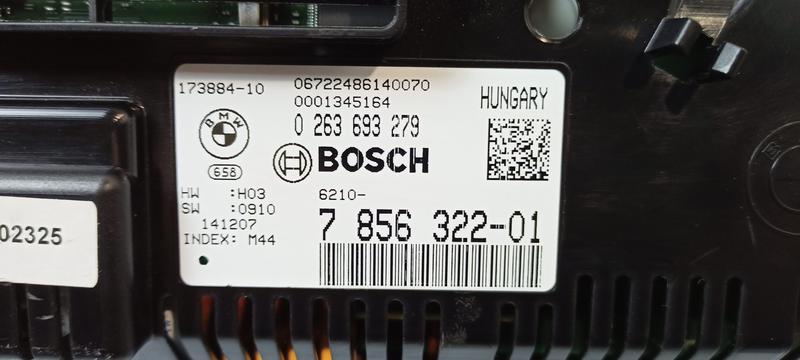 173884-10
06722486140070
0001345164
HUNGARY
0 263 693 279
BMW
BOSCH
658
HW :H03
SW :0910
141207
INDEX: M44
6210-
7 856 322-01
02325